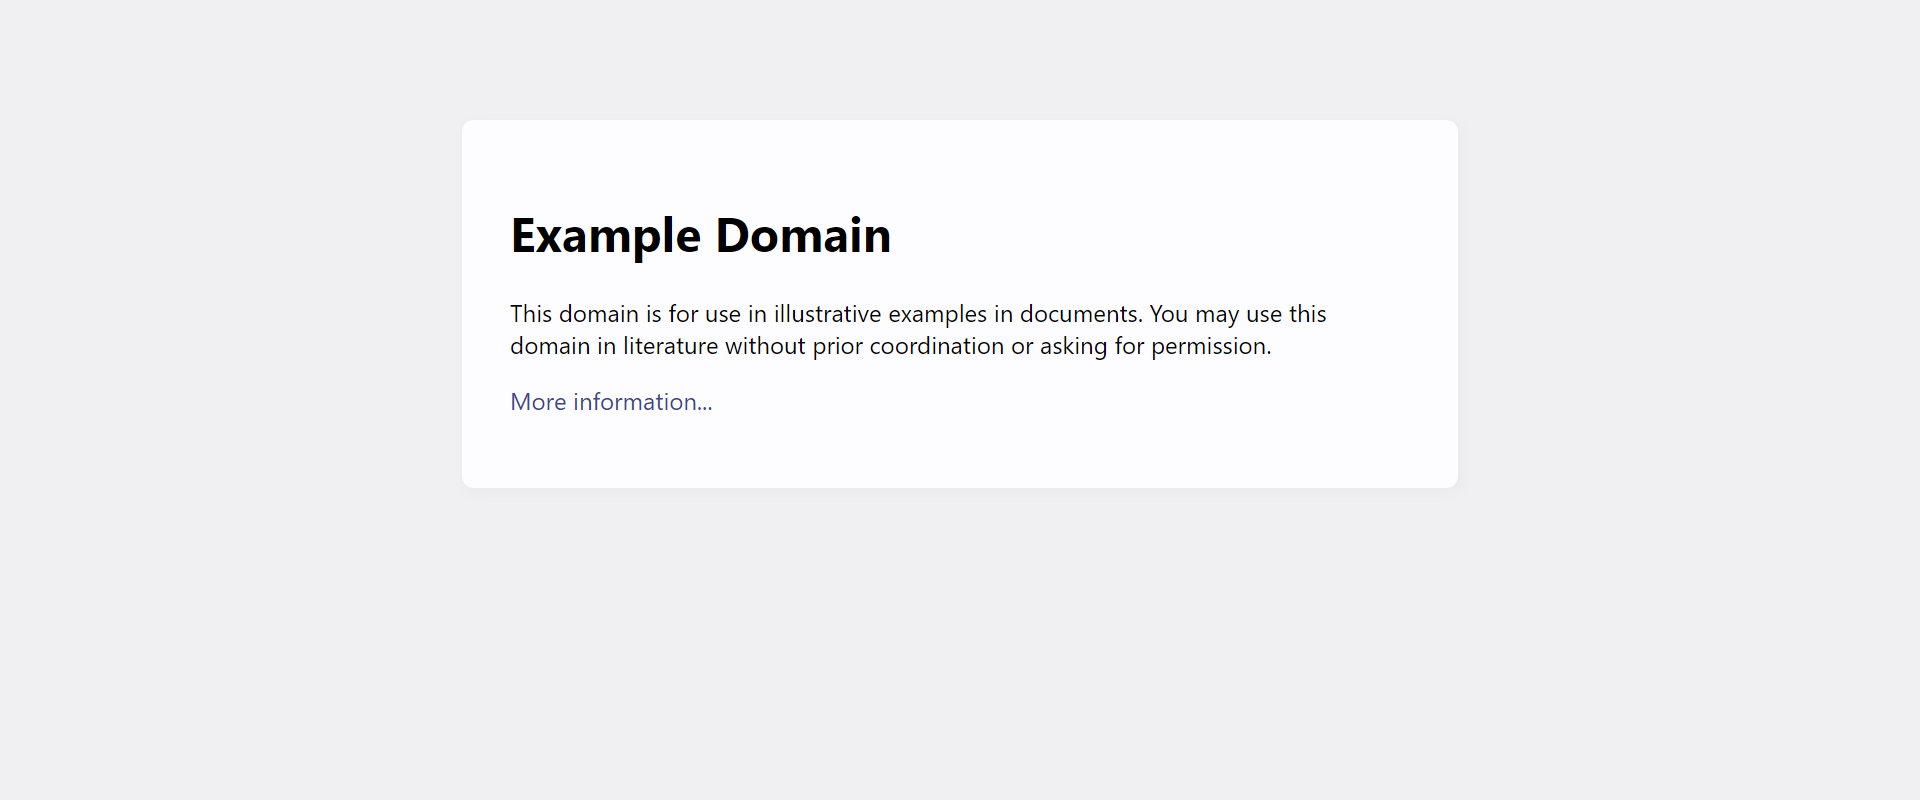 Example Domain
This domain is for use in illustrative examples in documents. You may use this
domain in literature without prior coordination or asking for permission.
More information...